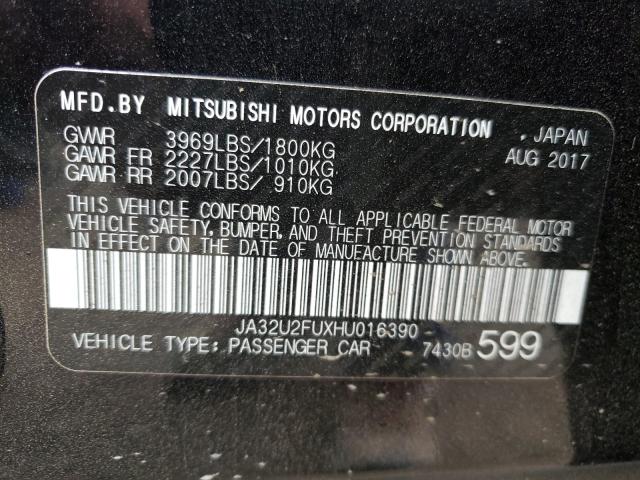 MFD.BY MITSUBISHI MOTORS CORPORATION , JAPAN
GVWR 3969LBS/1800KG AUG 2017
GAWR FR 2227LBS/1010KG
GAWR RR 2007LBS/ 910KG
THIS VEHICLE CONFORMS TO ALL APPLICABLE FEDERAL MOTOR
VEHICLE SAFETY, BUMPER, AND THEFT PREVENTION STANDARDS
IN EFFECT ON THE DATE OF MANUFACTURE SHOWN ABOVE.
JA32U2FUXHU016390
VEHICLE TYPE: PASSENGER CAR 7430B 599